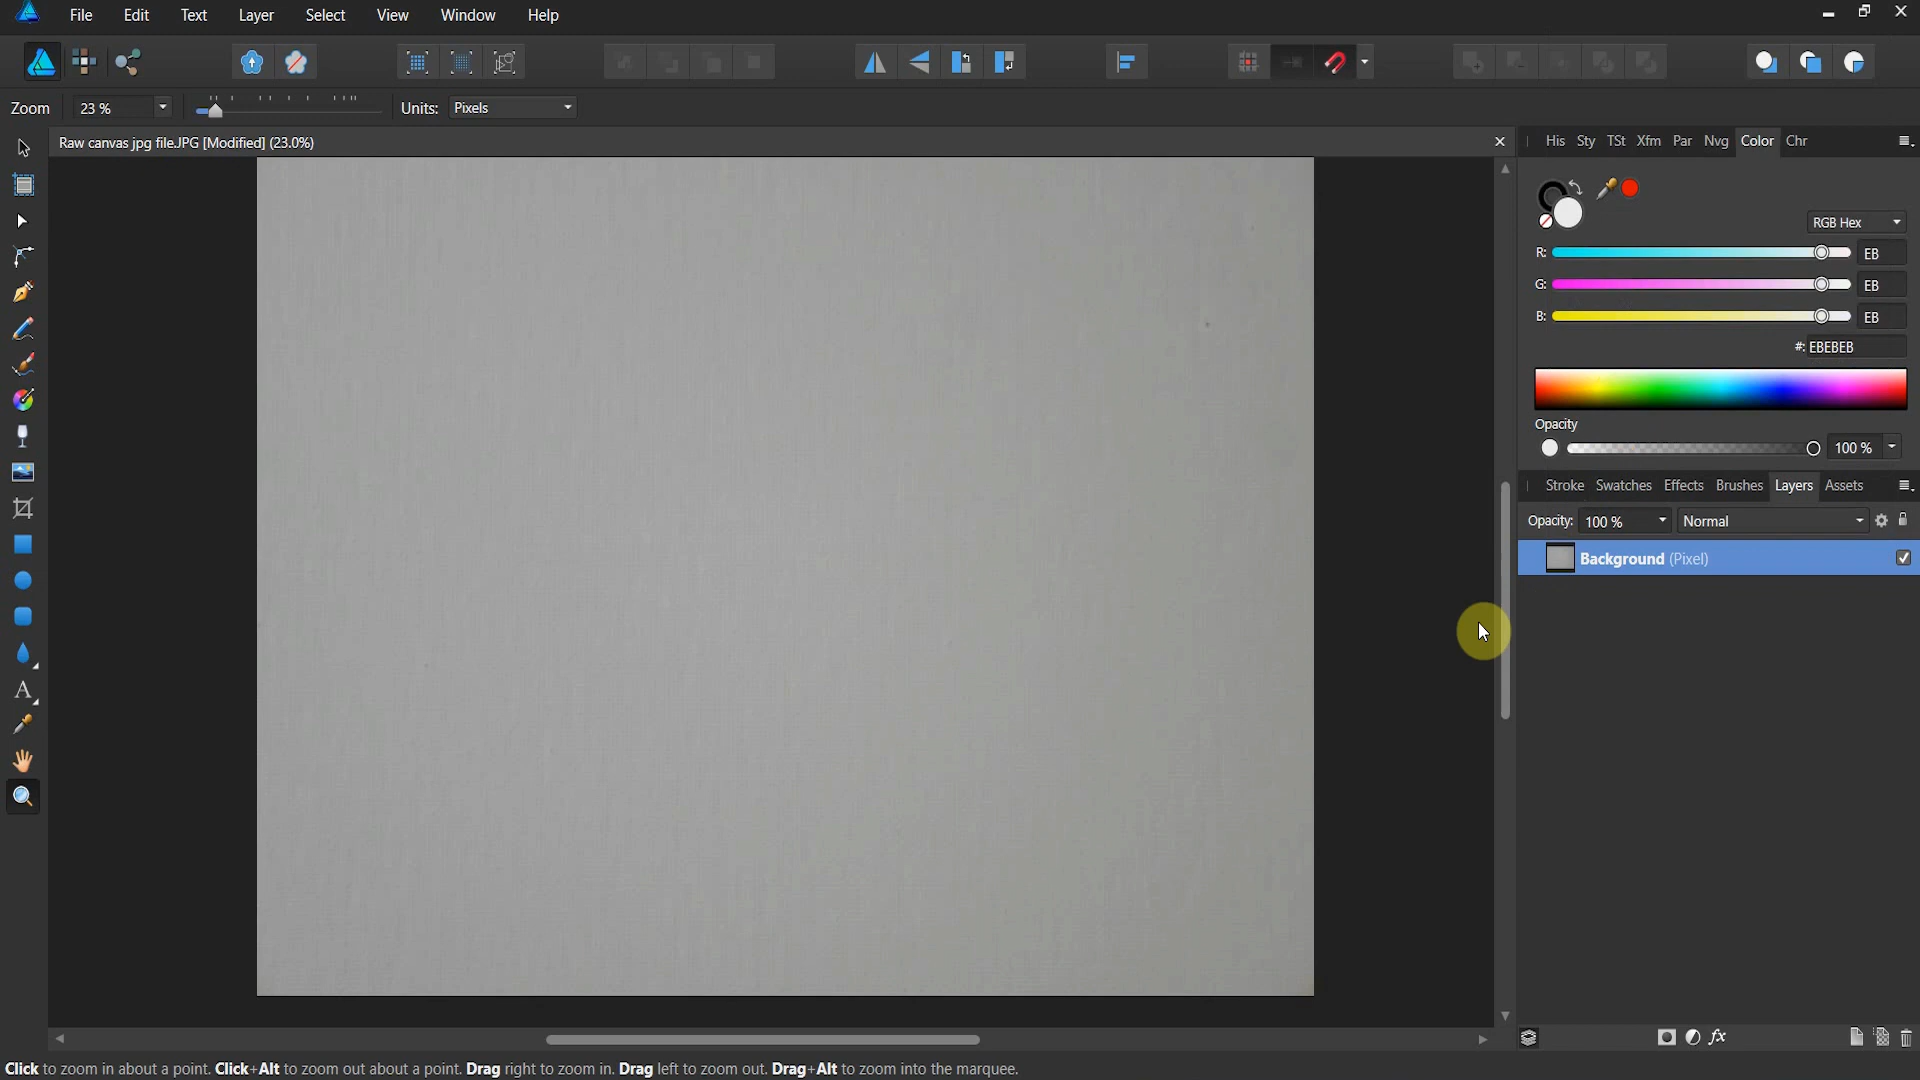 File Edit Text Layer Select View Window Help
Zoom 23 % Units: Pixels
Raw canvas jpg file.JPG [Modified] (23.0%)
His Sty TSt Xfm Par Nvg Color Chr
RGB Hex
R: EB
G: EB
B: EB
#: EBEBEB
Opacity
100 %
Stroke Swatches Effects Brushes Layers Assets
Opacity: 100 % Normal
Background (Pixel)
A
fx
Click to zoom in about a point. Click+Alt to zoom out about a point. Drag right to zoom in. Drag left to zoom out. Drag+Alt to zoom into the marquee.